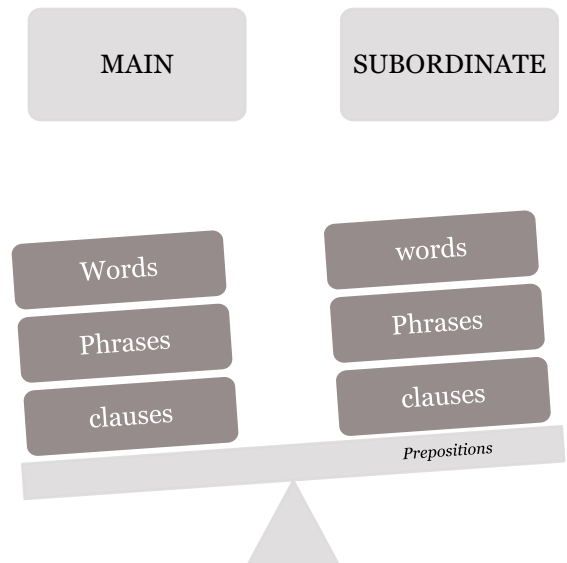 MAIN
SUBORDINATE
Words
Phrases
clauses
words
Phrases
clauses
Prepositions